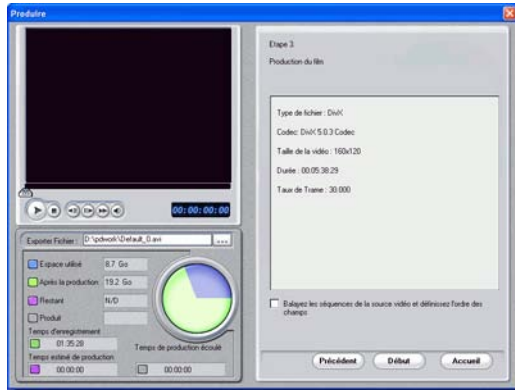 Produire
Etape 3
Production du film
Type de fichier : DivX
Codec: DivX 5.0.3 Codec
Taille de la vidéo : 160x120
Durée : 00:05:38:29
Taux de Trame : 30.000
00:00:00:00
Exporter Fichier : D:\pdwork\Default_0.avi ...
Espace utilisé 8.7 Go
Après la production 19.2 Go
Restant N/D
Produit
Temps d'enregistrement
01:35:28
Temps estimé de production
00:00:00
Temps de production écoulé
00:00:00
Balayez les séquences de la source vidéo et définissez l'ordre des
champs
Précédent Début Accueil